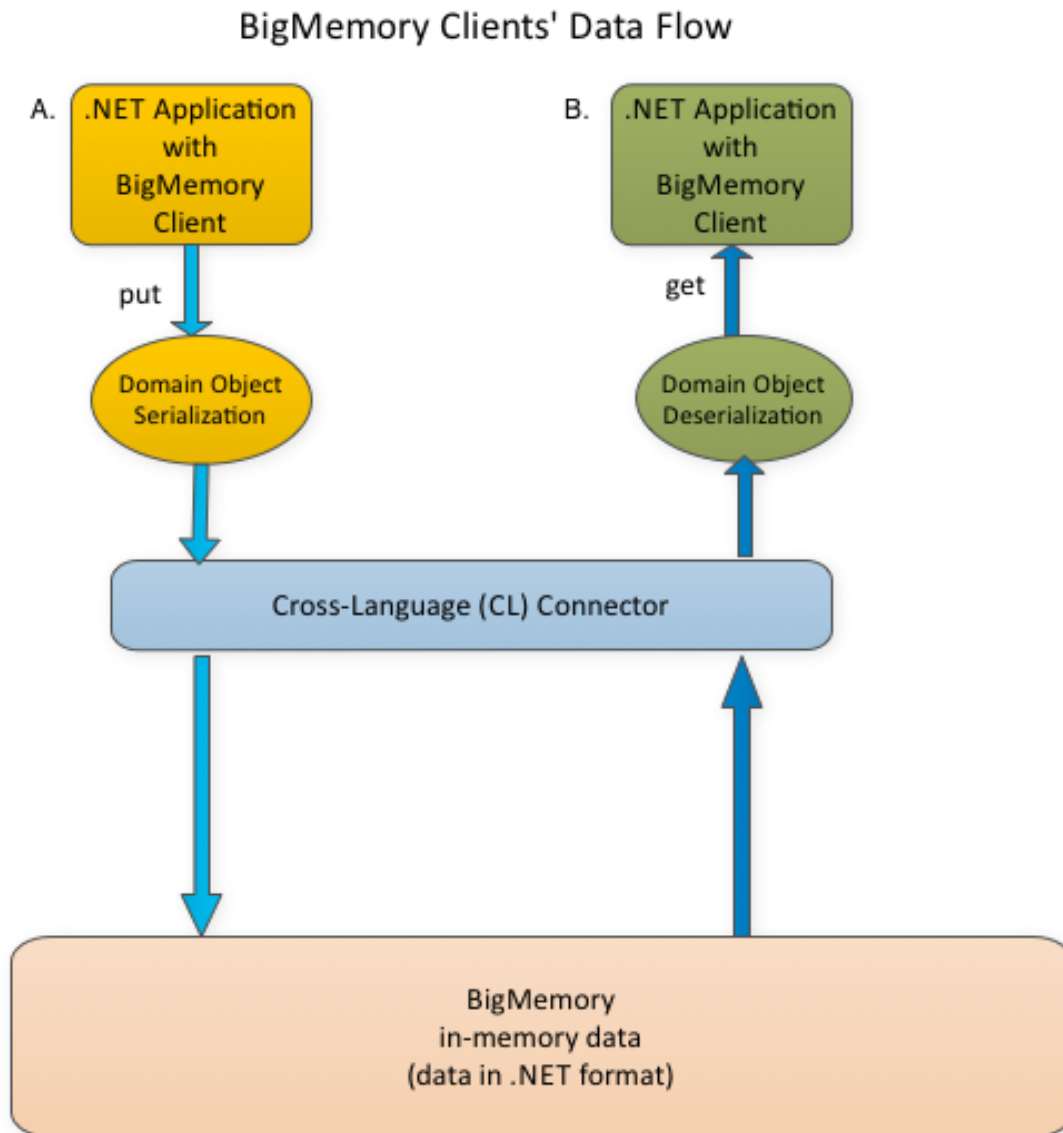 BigMemory Clients' Data Flow
A.
.NET Application
with
BigMemory
Client
B.
.NET Application
with
BigMemory
Client
put
get
Domain Object
Serialization
Domain Object
Deserialization
Cross-Language (CL) Connector
BigMemory
in-memory data
(data in .NET format)